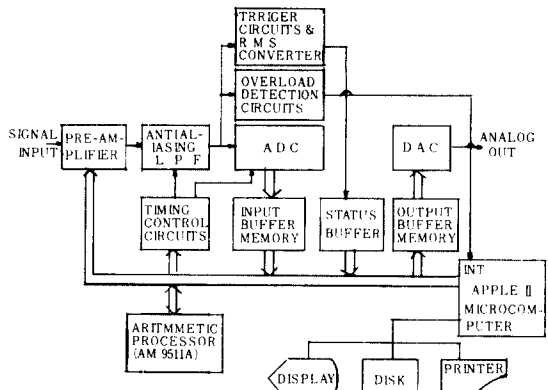 TRRIGER
CIRCUITS &
R M S
CONVERTER
OVERLOAD
DETECTION
CIRCUITS
SIGNAL
INPUT
PRE-AM-
PLIFIER
ANTIAL-
IASING
L P F
A D C
D A C
ANALOG
OUT
TIMING
CONTROL
CIRCUITS
INPUT
BUFFER
MEMORY
STATUS
BUFFER
OUTPUT
BUFFER
MEMORY
INT
APPLE II
MICROCOM-
PUTER
ARITMMETIC
PROCESSOR
(AM 9511A)
DISPLAY
DISK
PRINTER